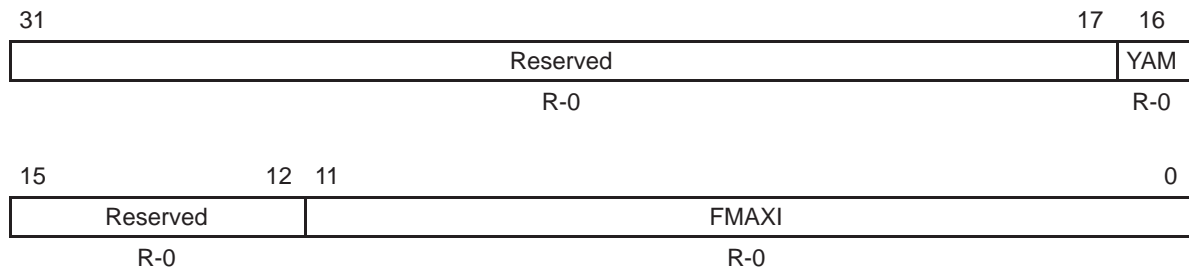 31 17 16
Reserved YAM
R-0 R-0
15 12 11 0
Reserved FMAXI
R-0 R-0